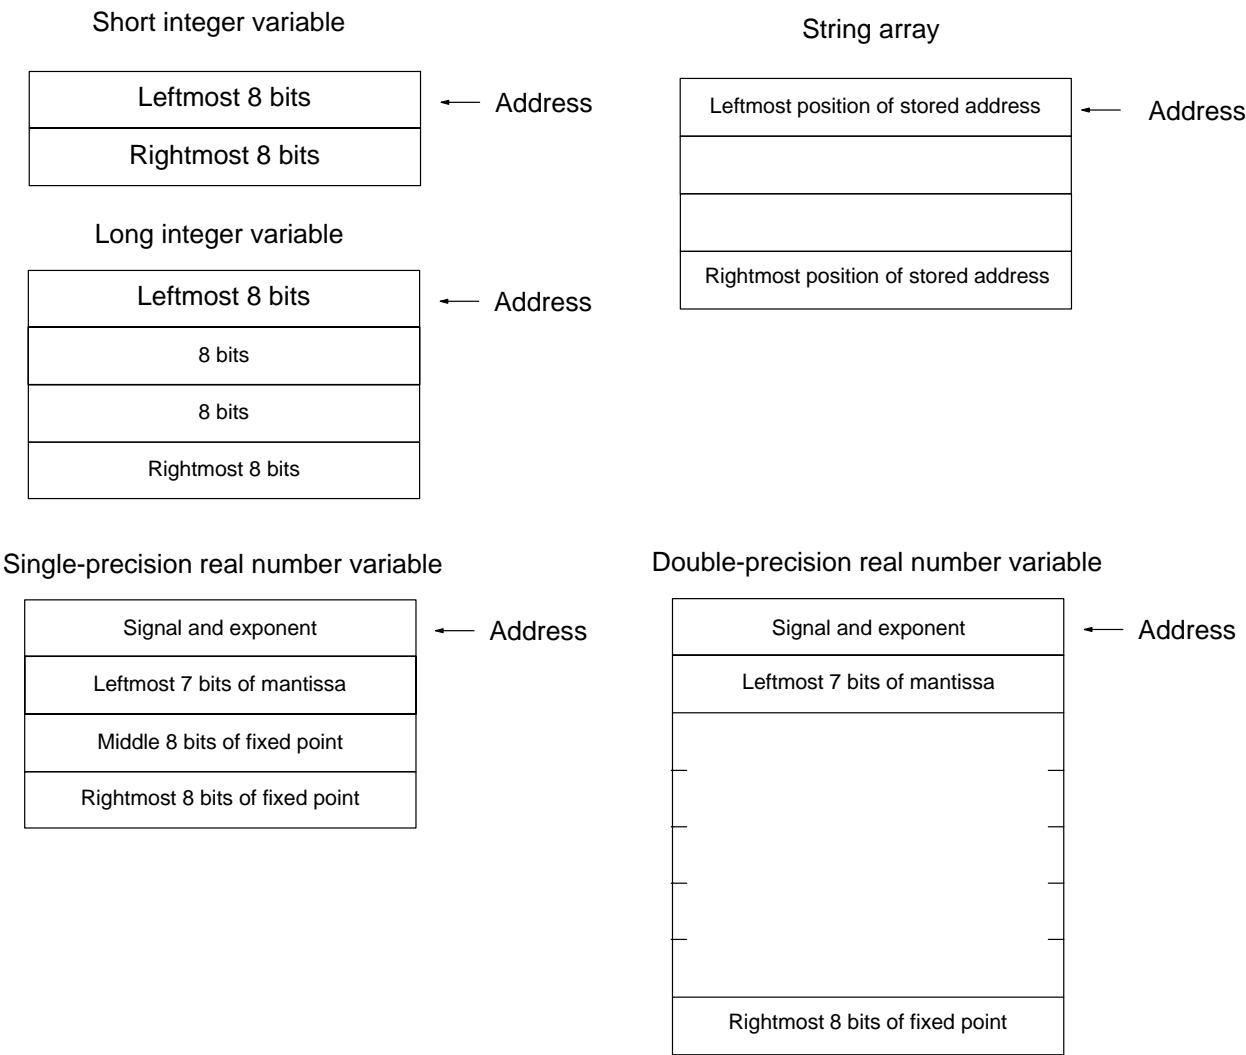 Short integer variable
Leftmost 8 bits
Address
Rightmost 8 bits
Long integer variable
Leftmost 8 bits
Address
8 bits
8 bits
Rightmost 8 bits
String array
Leftmost position of stored address
Address
Rightmost position of stored address
Single-precision real number variable
Signal and exponent
Address
Leftmost 7 bits of mantissa
Middle 8 bits of fixed point
Rightmost 8 bits of fixed point
Double-precision real number variable
Signal and exponent
Address
Leftmost 7 bits of mantissa
Rightmost 8 bits of fixed point